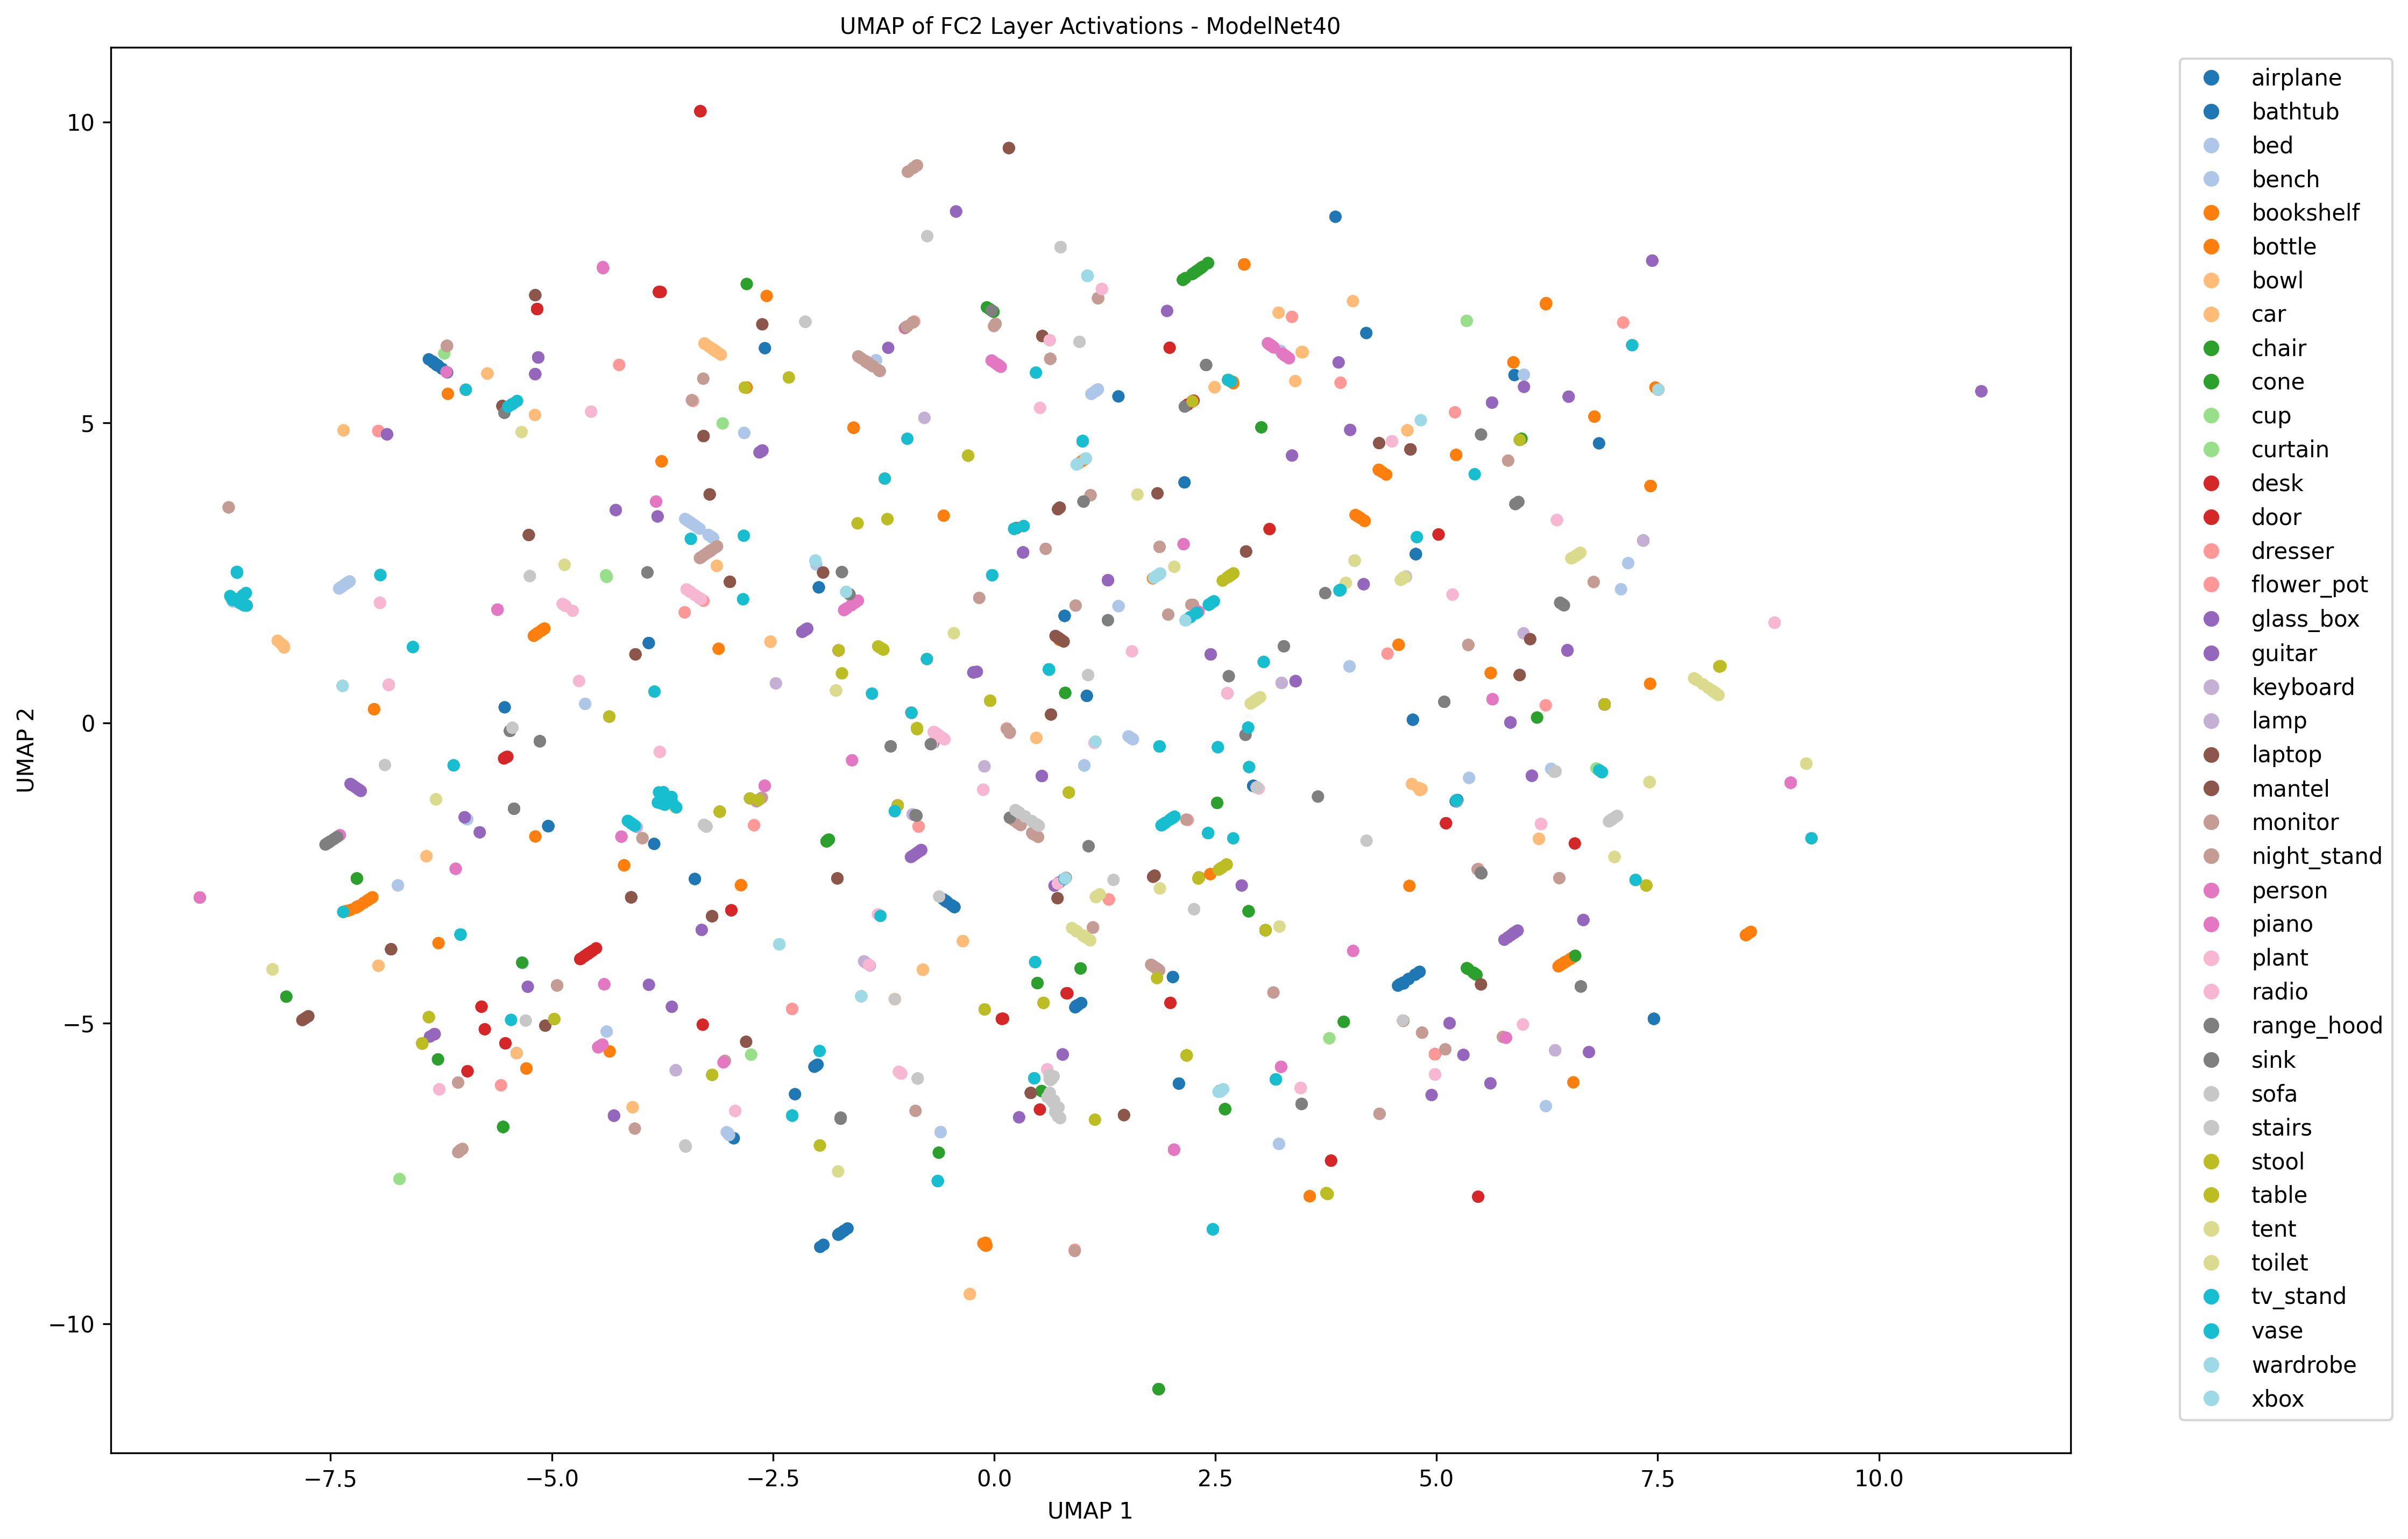 UMAP of FC2 Layer Activations - ModelNet40
10
5
0
−5
−10
UMAP 2
−7.5 −5.0 −2.5 0.0 2.5 5.0 7.5 10.0
UMAP 1
airplane
bathtub
bed
bench
bookshelf
bottle
bowl
car
chair
cone
cup
curtain
desk
door
dresser
flower_pot
glass_box
guitar
keyboard
lamp
laptop
mantel
monitor
night_stand
person
piano
plant
radio
range_hood
sink
sofa
stairs
stool
table
tent
toilet
tv_stand
vase
wardrobe
xbox